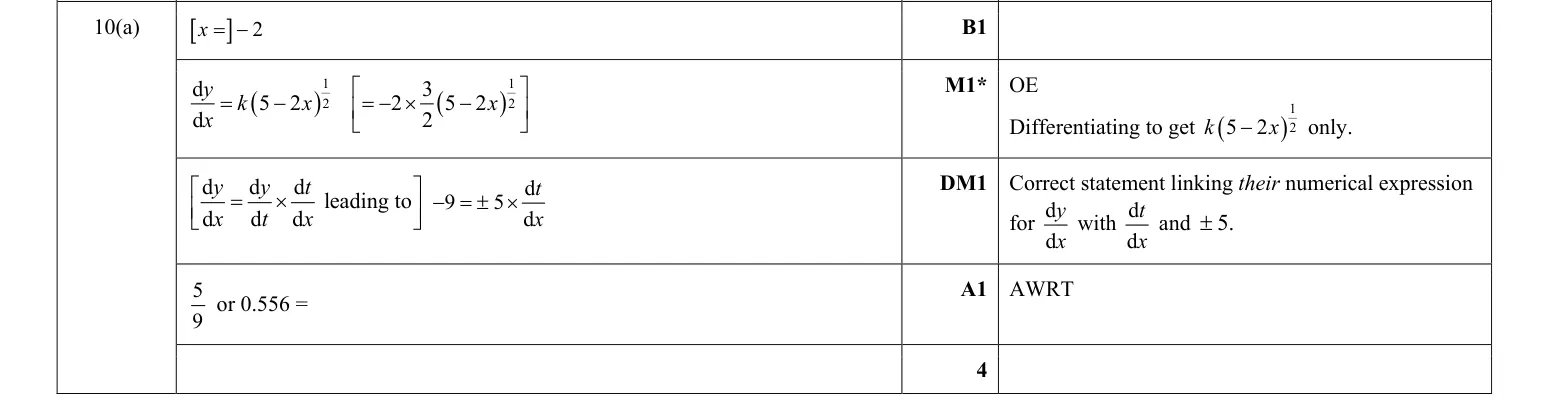 10(a) [x =] – 2 B1
dy/dx = k(5 – 2x)^(1/2) [= –2 × 3/2 (5 – 2x)^(1/2)] M1* OE
Differentiating to get k(5 – 2x)^(1/2) only.
[dy/dx = dy/dt × dt/dx leading to] –9 = ± 5 × dt/dx DM1 Correct statement linking their numerical expression
for dy/dx with dt/dx and ± 5.
5/9 or 0.556 = A1 AWRT
4